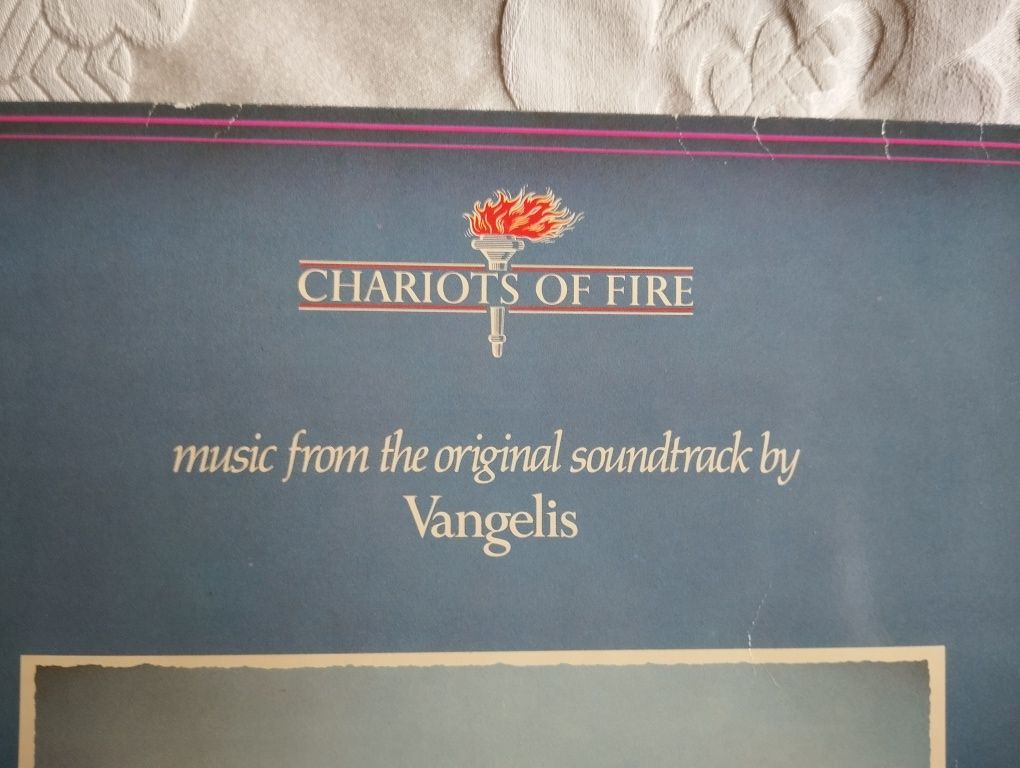 CHARIOTS OF FIRE
music from the original soundtrack by
Vangelis